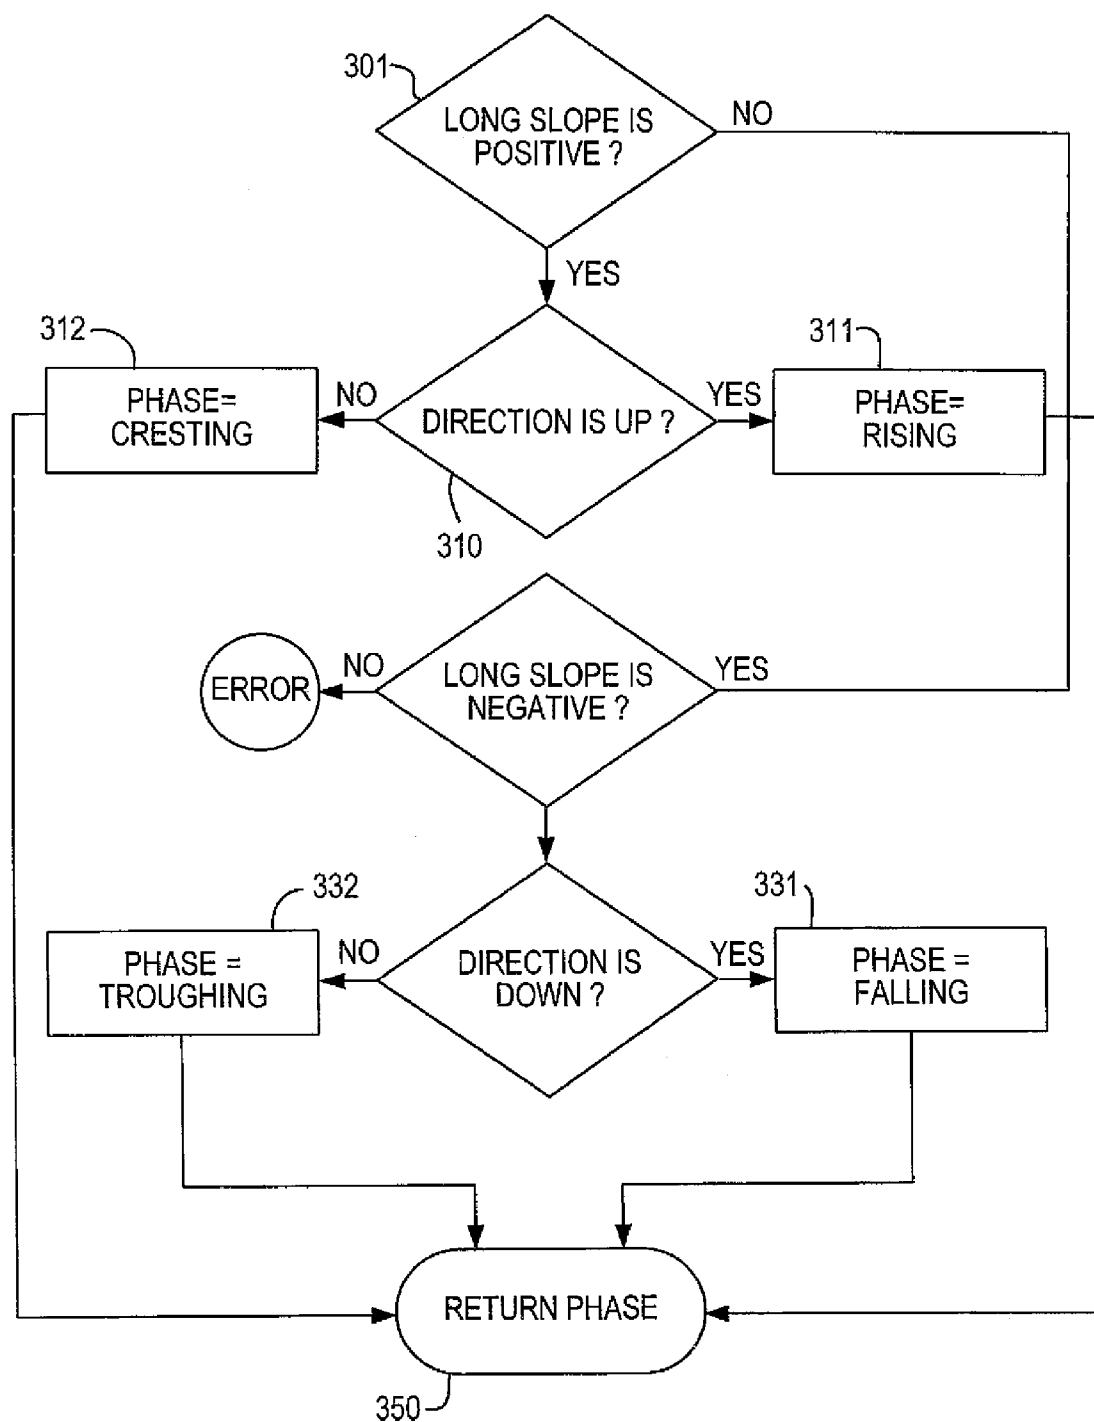 301
LONG SLOPE IS
POSITIVE ?
NO
YES
312
PHASE=
CRESTING
NO
DIRECTION IS UP ?
310
YES
311
PHASE=
RISING
ERROR
NO
LONG SLOPE IS
NEGATIVE ?
YES
332
PHASE =
TROUGHING
NO
DIRECTION IS
DOWN ?
YES
331
PHASE =
FALLING
RETURN PHASE
350